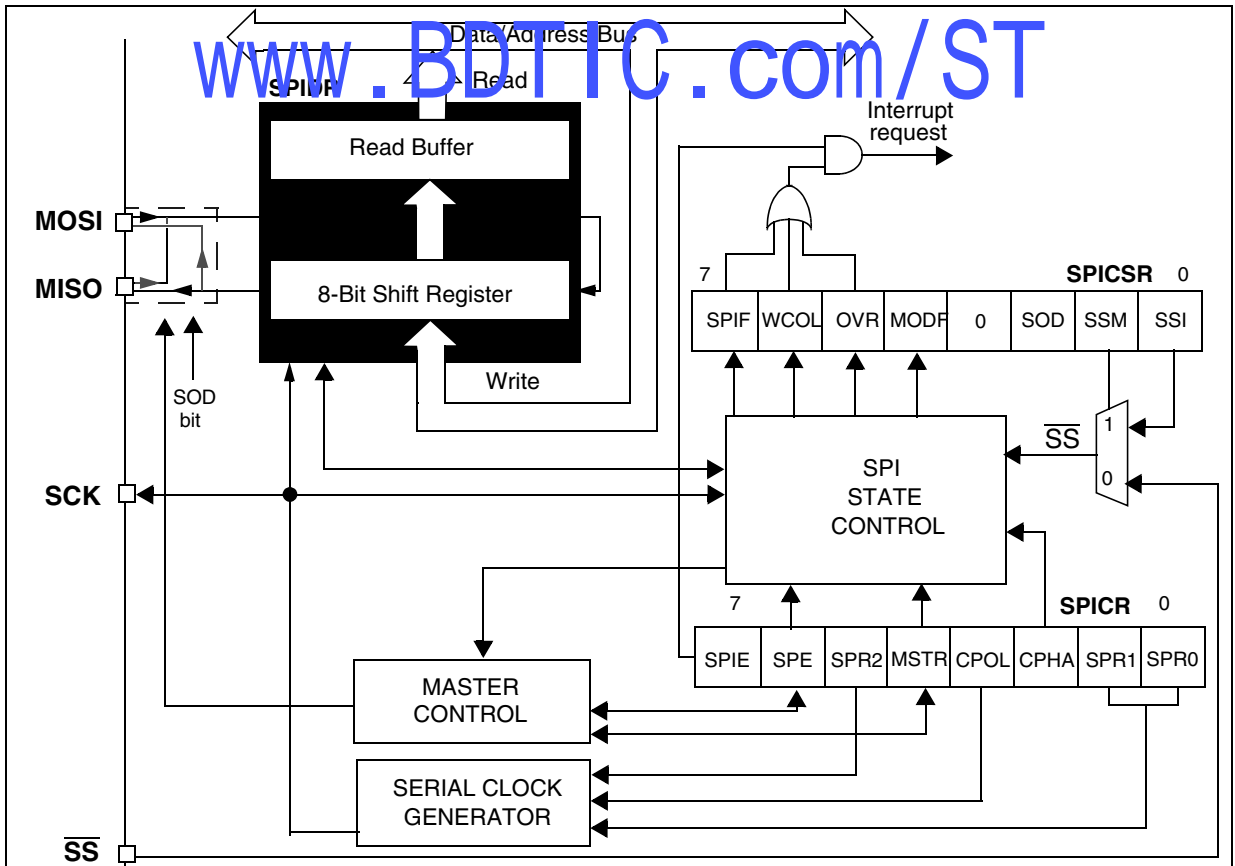 Data/Address Bus
www.BDTIC.com/ST
SPIDR
Read
Interrupt
request
Read Buffer
MOSI
MISO
8-Bit Shift Register
7
SPICSR
0
SPIF
WCOL
OVR
MODF
0
SOD
SSM
SSI
Write
SOD
bit
1
SS
0
SCK
SPI
STATE
CONTROL
7
SPICR
0
SPIE
SPE
SPR2
MSTR
CPOL
CPHA
SPR1
SPR0
MASTER
CONTROL
SERIAL CLOCK
GENERATOR
SS